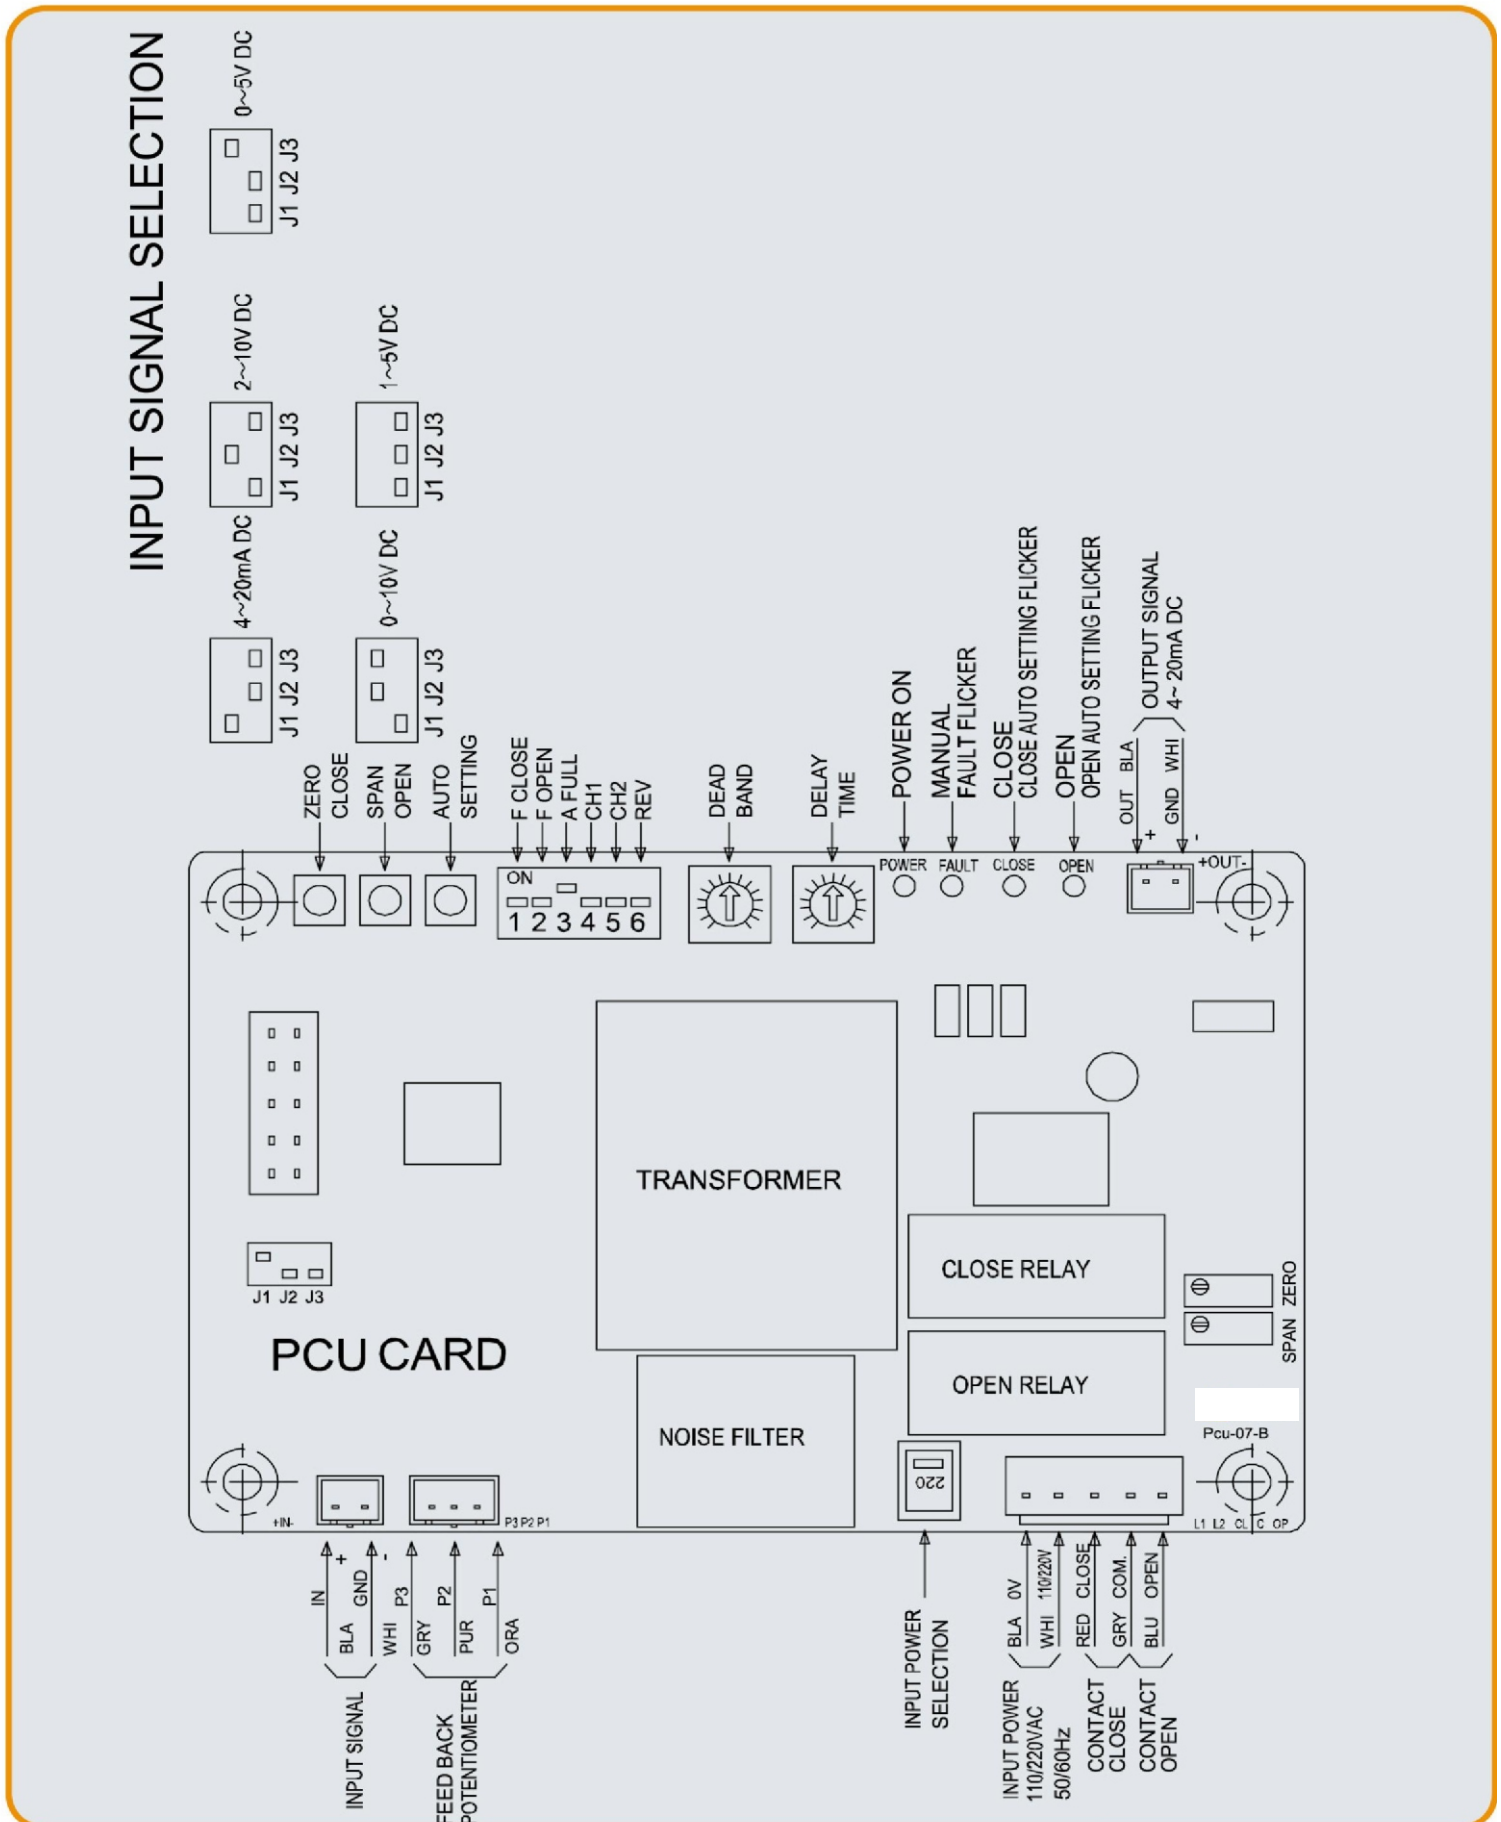 INPUT SIGNAL SELECTION
4~20mA DC
J1 J2 J3
2~10V DC
J1 J2 J3
0~5V DC
J1 J2 J3
0~10V DC
J1 J2 J3
1~5V DC
J1 J2 J3
ZERO
CLOSE
SPAN
OPEN
AUTO
SETTING
F CLOSE
F OPEN
A FULL
CH1
CH2
REV
DEAD
BAND
DELAY
TIME
POWER ON
MANUAL
FAULT FLICKER
CLOSE
CLOSE AUTO SETTING FLICKER
OPEN
OPEN AUTO SETTING FLICKER
OUT BLA
GND WHI
OUTPUT SIGNAL
4~ 20mA DC
+
-
ON
1 2 3 4 5 6
POWER
FAULT
CLOSE
OPEN
+OUT-
TRANSFORMER
CLOSE RELAY
OPEN RELAY
ZERO
SPAN
J1 J2 J3
PCU CARD
NOISE FILTER
220
Pcu-07-B
+IN-
P3 P2 P1
L1 L2 CL C OP
IN
+
BLA
GND
-
WHI
P3
GRY
P2
PUR
P1
ORA
INPUT SIGNAL
FEED BACK
POTENTIOMETER
INPUT POWER
SELECTION
BLA 0V
WHI 110/220V
RED CLOSE
GRY COM.
BLU OPEN
INPUT POWER
110/220VAC
50/60Hz
CONTACT
CLOSE
CONTACT
OPEN